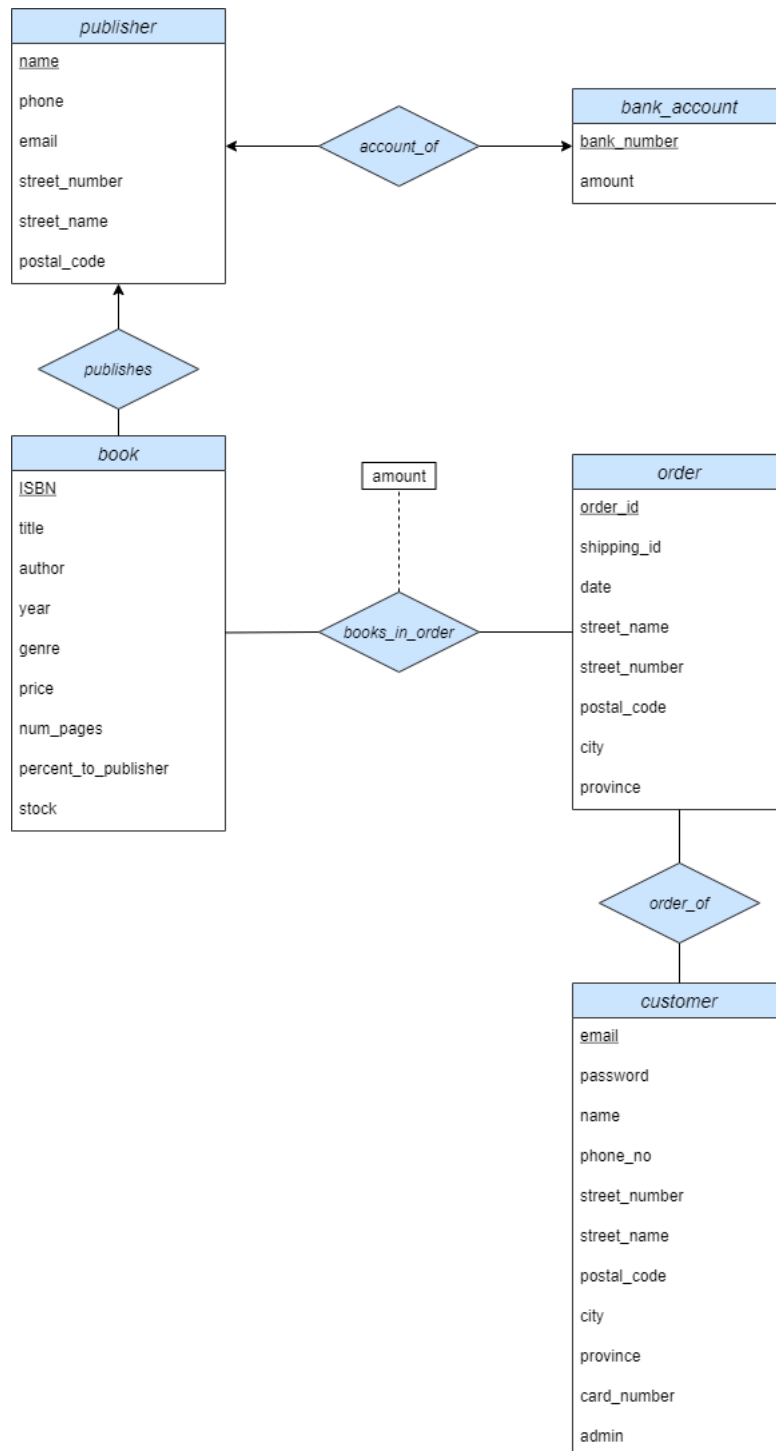 publisher
name
phone
email
street_number
street_name
postal_code
account_of
bank_account
bank_number
amount
publishes
book
ISBN
title
author
year
genre
price
num_pages
percent_to_publisher
stock
amount
books_in_order
order
order_id
shipping_id
date
street_name
street_number
postal_code
city
province
order_of
customer
email
password
name
phone_no
street_number
street_name
postal_code
city
province
card_number
admin